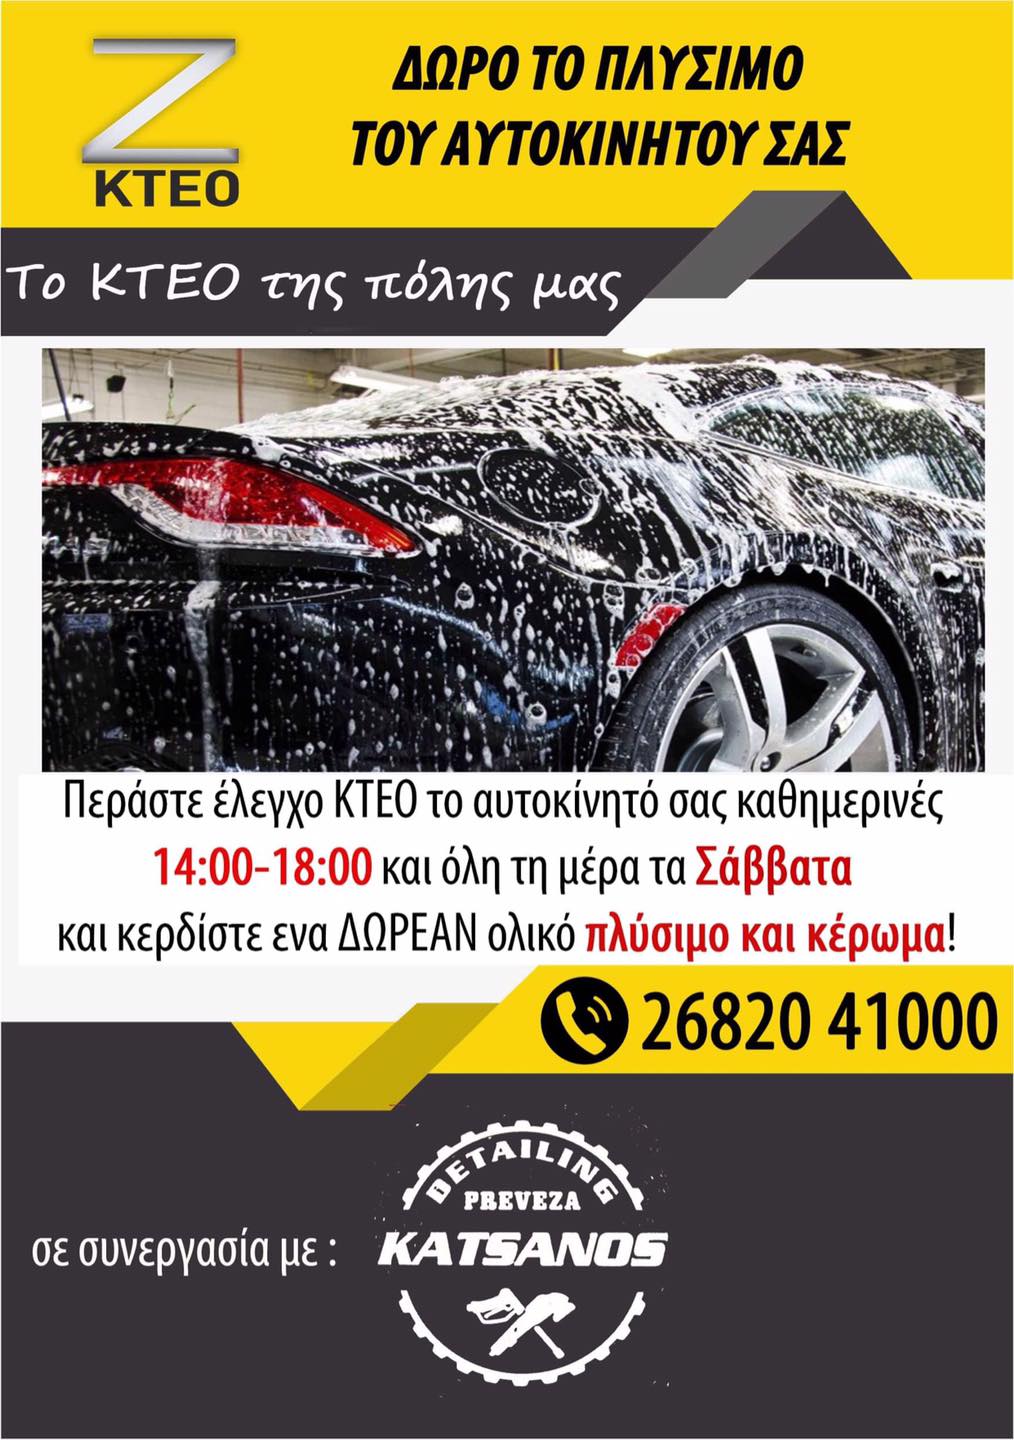 Z
ΚΤΕΟ
ΔΩΡΟ ΤΟ ΠΛΥΣΙΜΟ
ΤΟΥ ΑΥΤΟΚΙΝΗΤΟΥ ΣΑΣ
Το ΚΤΕΟ της πόλης μας
Περάστε έλεγχο ΚΤΕΟ το αυτοκίνητό σας καθημερινές
14:00-18:00 και όλη τη μέρα τα Σάββατα
και κερδίστε ενα ΔΩΡΕΑΝ ολικό πλύσιμο και κέρωμα!
26820 41000
σε συνεργασία με :
DETAILING
PREVEZA
KATSANOS